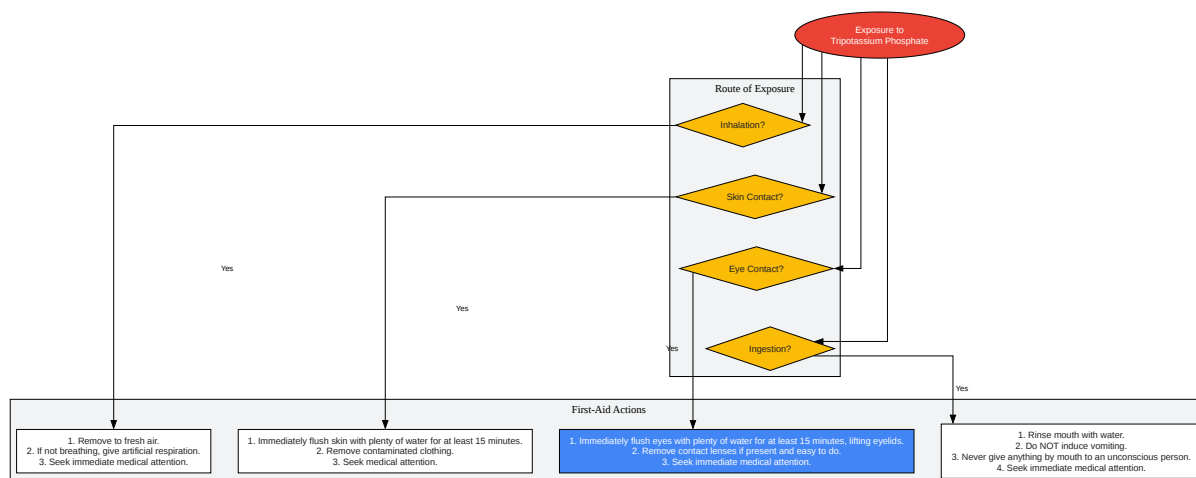 Exposure to
Tripotassium Phosphate
Route of Exposure
Inhalation?
Skin Contact?
Eye Contact?
Ingestion?
Yes
Yes
Yes
Yes
First-Aid Actions
1. Remove to fresh air.
2. If not breathing, give artificial respiration.
3. Seek immediate medical attention.
1. Immediately flush skin with plenty of water for at least 15 minutes.
2. Remove contaminated clothing.
3. Seek medical attention.
1. Immediately flush eyes with plenty of water for at least 15 minutes, lifting eyelids.
2. Remove contact lenses if present and easy to do.
3. Seek immediate medical attention.
1. Rinse mouth with water.
2. Do NOT induce vomiting.
3. Never give anything by mouth to an unconscious person.
4. Seek immediate medical attention.